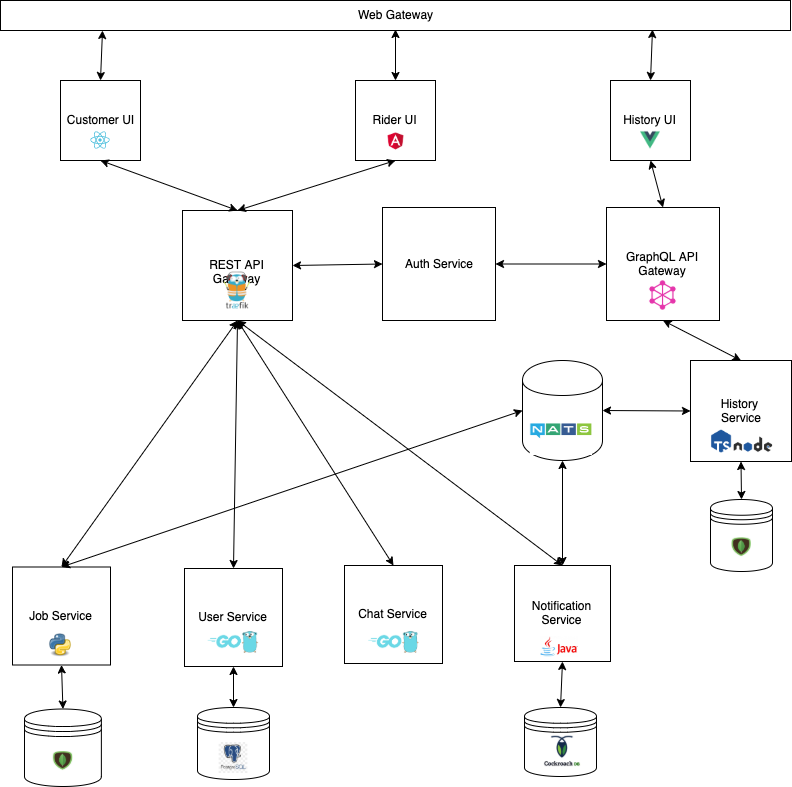 Web Gateway
Customer UI
Rider UI
History UI
REST API
Gateway
træfik
Auth Service
GraphQL API
Gateway
NATS
History
Service
TS node
Job Service
User Service
GO
Chat Service
GO
Notification
Service
Java
PostgreSQL
Cockroach DB